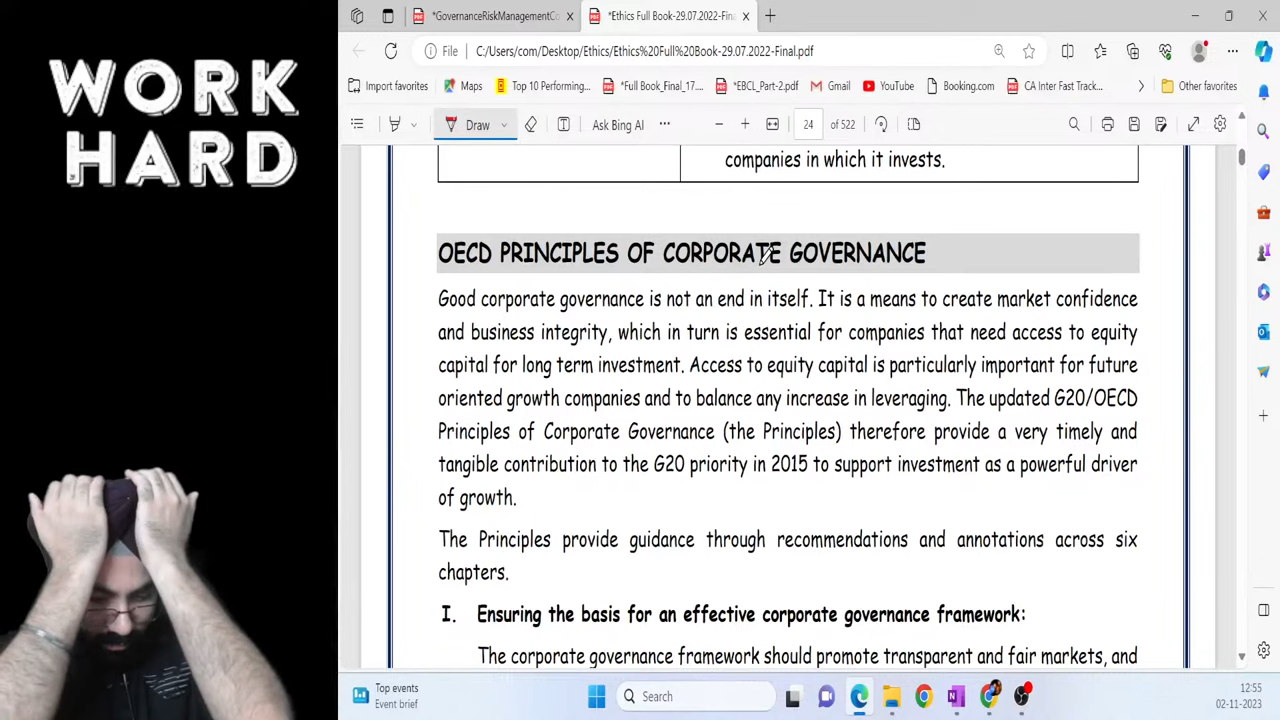 WORK
HARD
*GovernanceRiskManagementCo
*Ethics Full Book-29.07.2022-Fina
File
C:/Users/com/Desktop/Ethics/Ethics%20Full%20Book-29.07.2022-Final.pdf
Import favorites
Maps
Top 10 Performing...
*Full Book_Final_17...
*EBCL_Part-2.pdf
Gmail
YouTube
Booking.com
CA Inter Fast Track...
Other favorites
Draw
Ask Bing AI
24 of 522
companies in which it invests.
OECD PRINCIPLES OF CORPORATE GOVERNANCE
Good corporate governance is not an end in itself. It is a means to create market confidence
and business integrity, which in turn is essential for companies that need access to equity
capital for long term investment. Access to equity capital is particularly important for future
oriented growth companies and to balance any increase in leveraging. The updated G20/OECD
Principles of Corporate Governance (the Principles) therefore provide a very timely and
tangible contribution to the G20 priority in 2015 to support investment as a powerful driver
of growth.
The Principles provide guidance through recommendations and annotations across six
chapters.
I. Ensuring the basis for an effective corporate governance framework:
The corporate governance framework should promote transparent and fair markets, and
Top events
Event brief
Search
12:55
02-11-2023